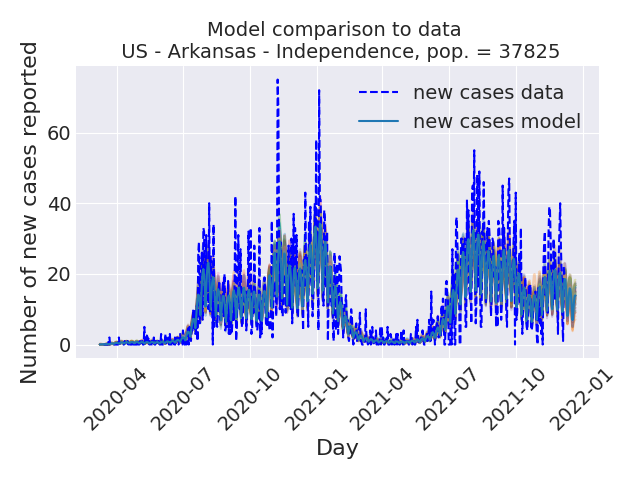 Model comparison to data
US - Arkansas - Independence, pop. = 37825
Number of new cases reported
new cases data
new cases model
60
40
20
0
2020-04
2020-07
2020-10
2021-01
2021-04
2021-07
2021-10
2022-01
Day